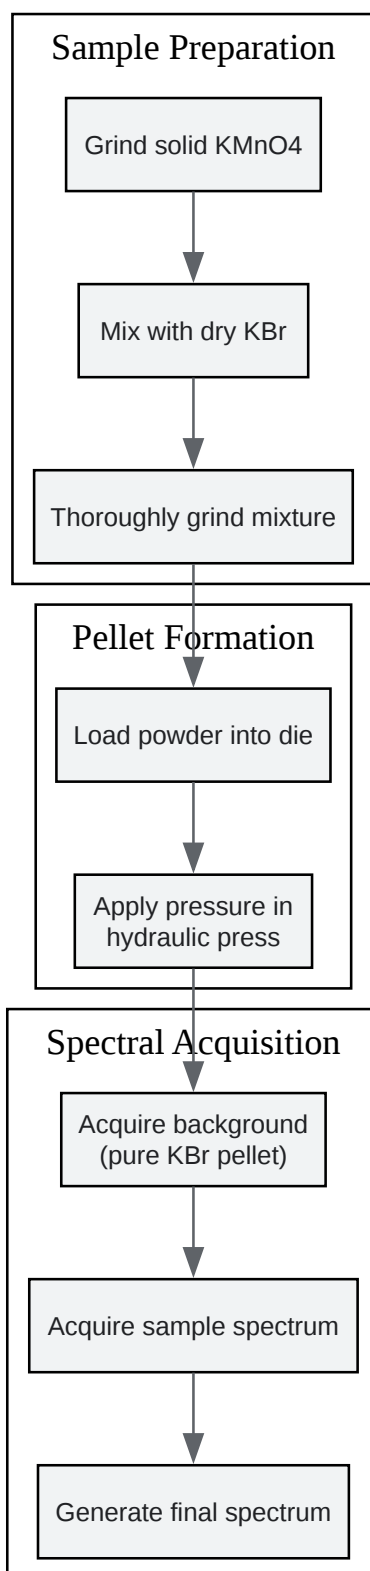 Sample Preparation
Grind solid KMnO4
Mix with dry KBr
Thoroughly grind mixture
Pellet Formation
Load powder into die
Apply pressure in
hydraulic press
Spectral Acquisition
Acquire background
(pure KBr pellet)
Acquire sample spectrum
Generate final spectrum